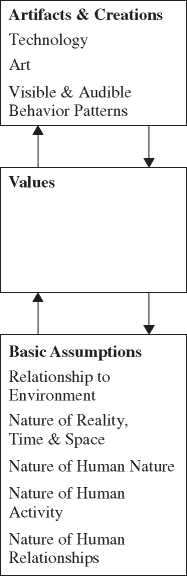 Artifacts & Creations
Technology
Art
Visible & Audible
Behavior Patterns
Values
Basic Assumptions
Relationship to
Environment
Nature of Reality,
Time & Space
Nature of Human Nature
Nature of Human
Activity
Nature of Human
Relationships